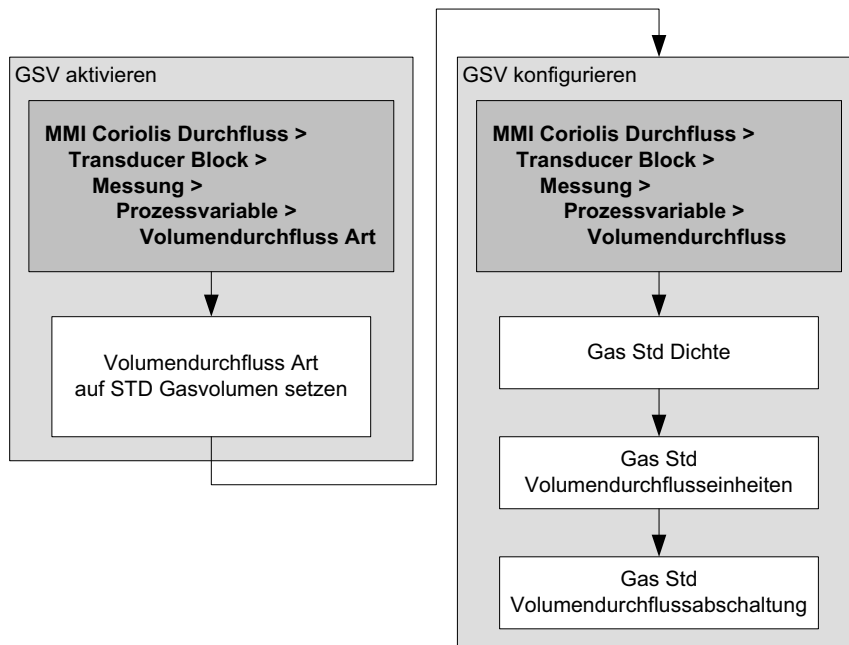 GSV aktivieren
MMI Coriolis Durchfluss >
Transducer Block >
Messung >
Prozessvariable >
Volumendurchfluss Art
Volumendurchfluss Art
auf STD Gasvolumen setzen
GSV konfigurieren
MMI Coriolis Durchfluss >
Transducer Block >
Messung >
Prozessvariable >
Volumendurchfluss
Gas Std Dichte
Gas Std
Volumendurchflusseinheiten
Gas Std
Volumendurchflussabschaltung